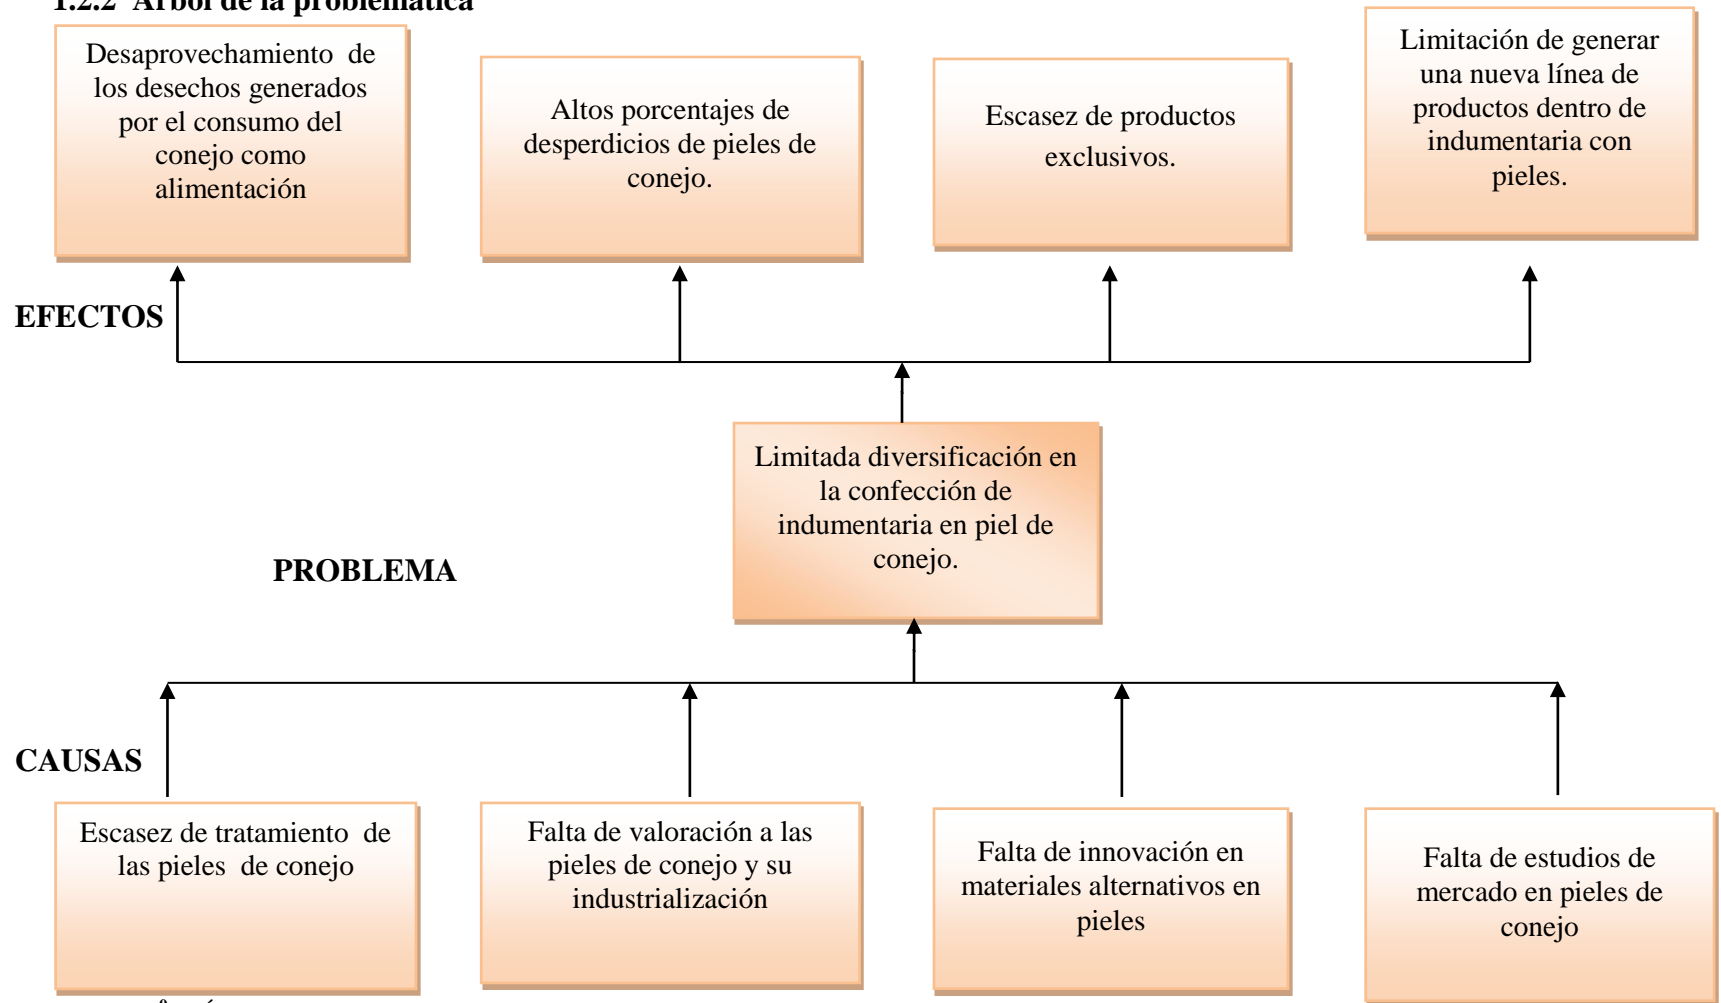 1.2.2 Árbol de la problemática
Desaprovechamiento de
los desechos generados
por el consumo del
conejo como
alimentación
Altos porcentajes de
desperdicios de pieles de
conejo.
Escasez de productos
exclusivos.
Limitación de generar
una nueva línea de
productos dentro de
indumentaria con
pieles.
EFECTOS
Limitada diversificación en
la confección de
indumentaria en piel de
conejo.
PROBLEMA
CAUSAS
Escasez de tratamiento de
las pieles de conejo
Falta de valoración a las
pieles de conejo y su
industrialización
Falta de innovación en
materiales alternativos en
pieles
Falta de estudios de
mercado en pieles de
conejo